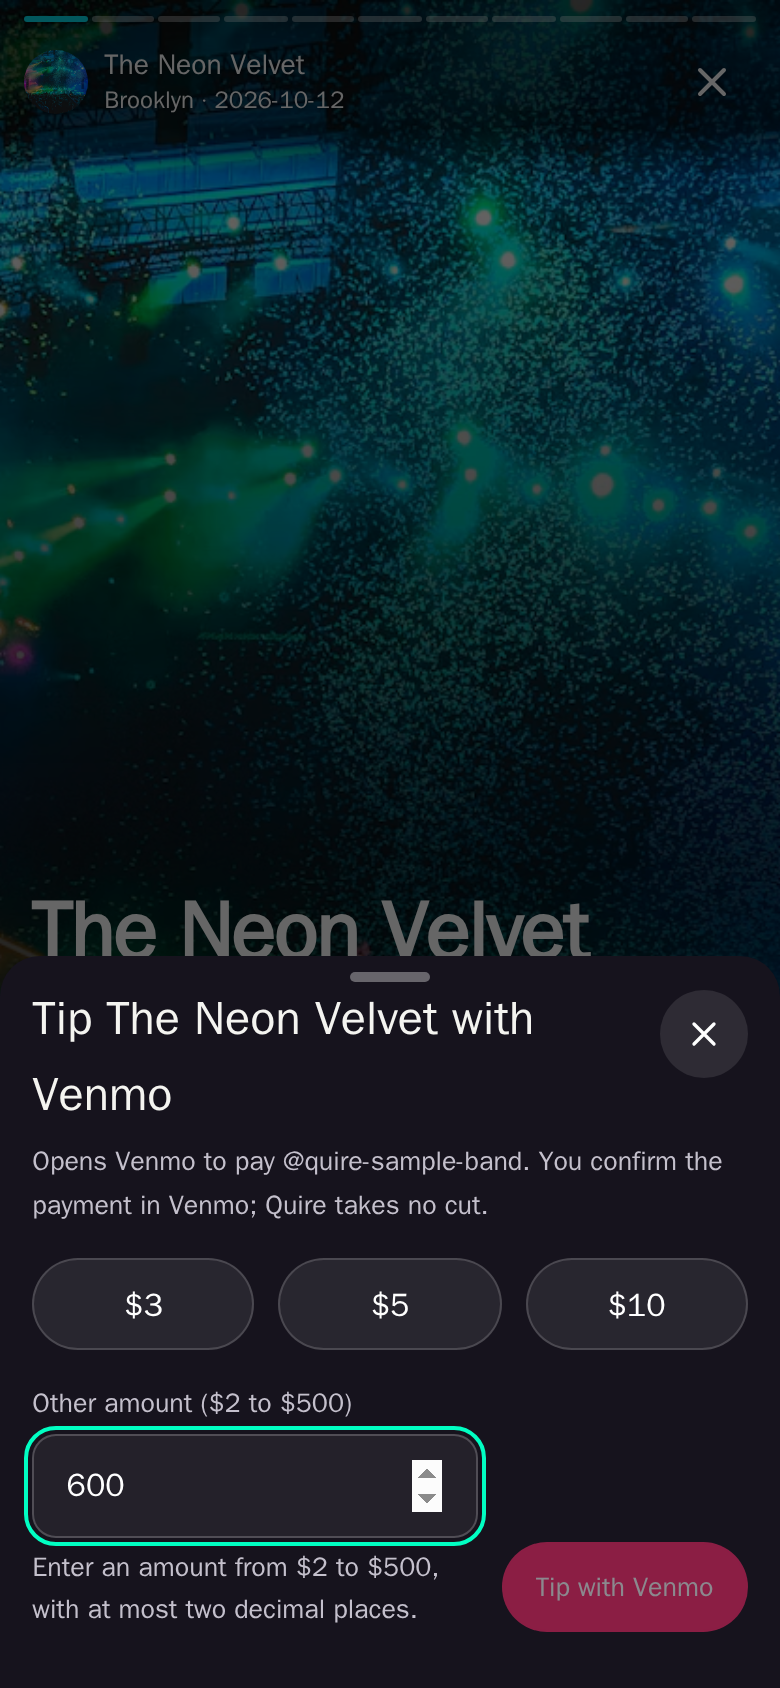 The Neon Velvet
Brooklyn · 2026-10-12
The Neon Velvet
Tip The Neon Velvet with
Venmo
Opens Venmo to pay @quire-sample-band. You confirm the
payment in Venmo; Quire takes no cut.
$3
$5
$10
Other amount ($2 to $500)
600
Enter an amount from $2 to $500,
with at most two decimal places.
Tip with Venmo